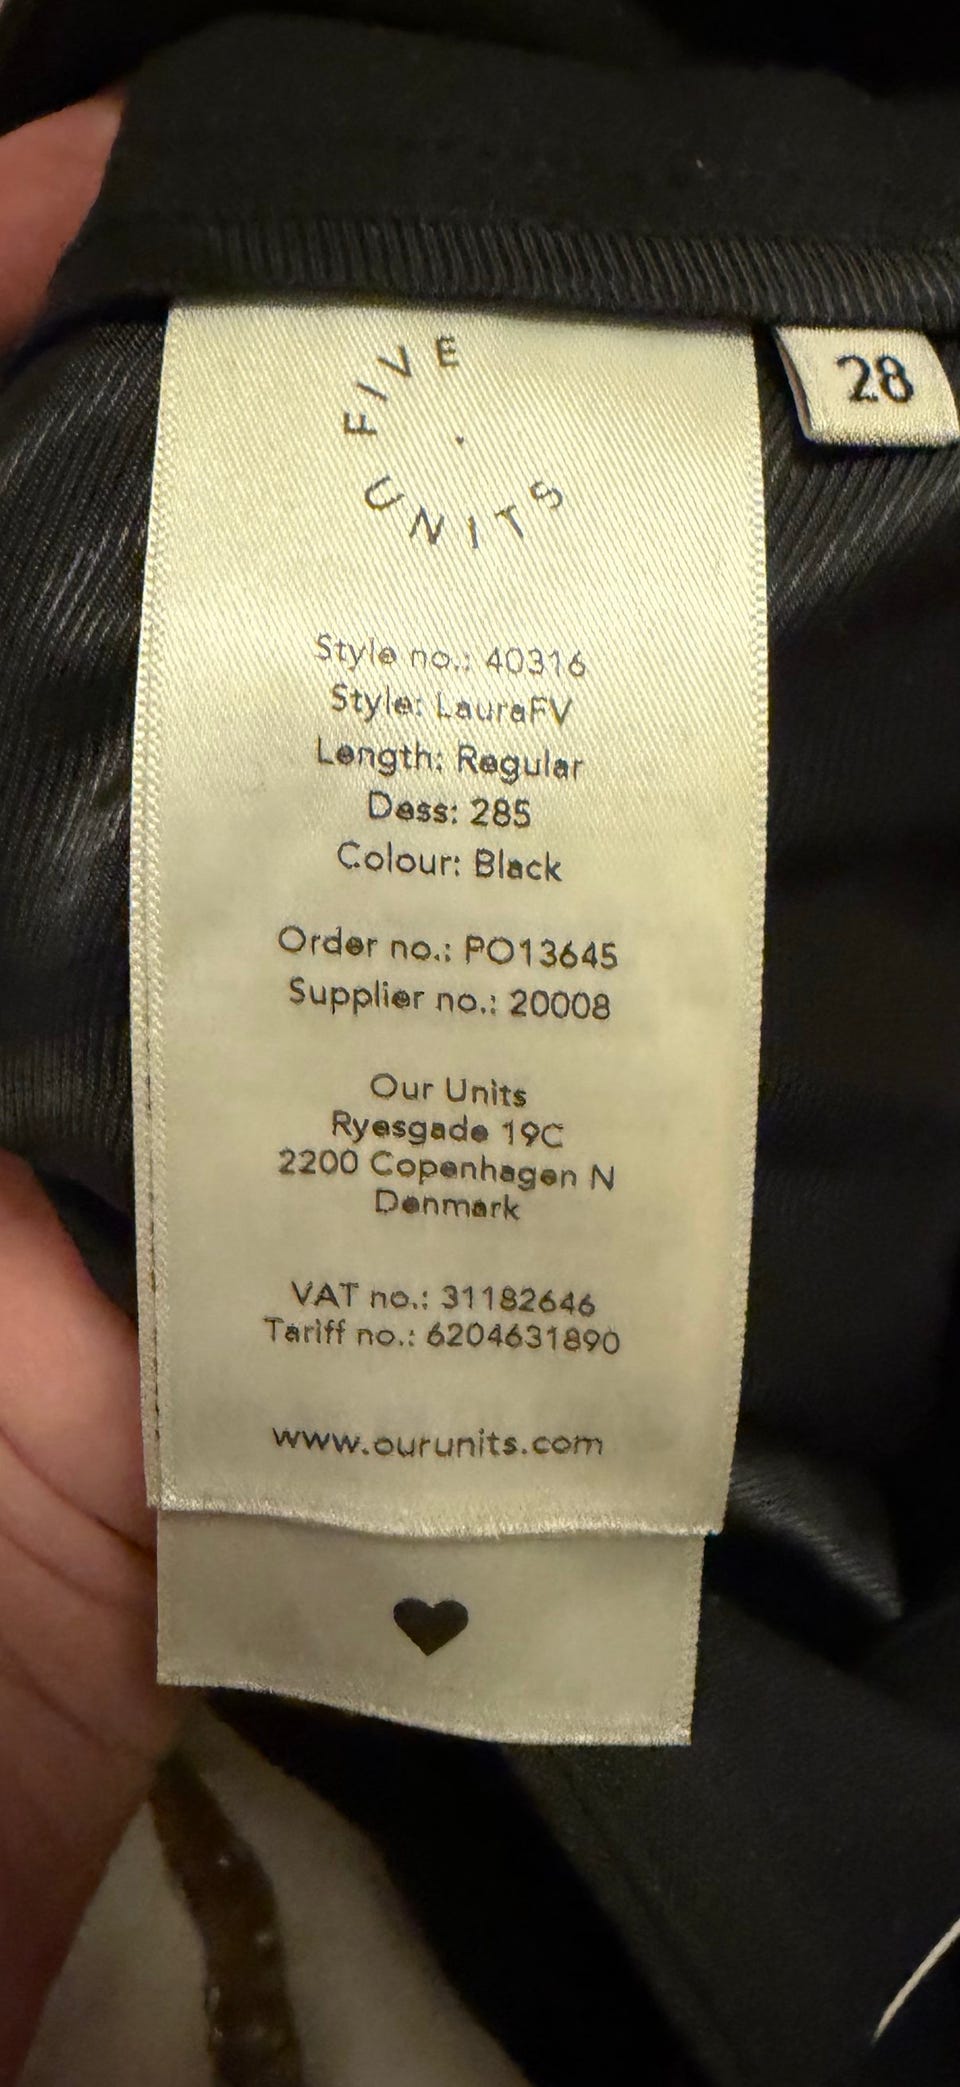 FIVE
UNITS
28
Style no.: 40316
Style: LauraFV
Length: Regular
Dess: 285
Colour: Black
Order no.: PO13645
Supplier no.: 20008
Our Units
Ryesgade 19C
2200 Copenhagen N
Denmark
VAT no.: 31182646
Tariff no.: 6204631890
www.ourunits.com